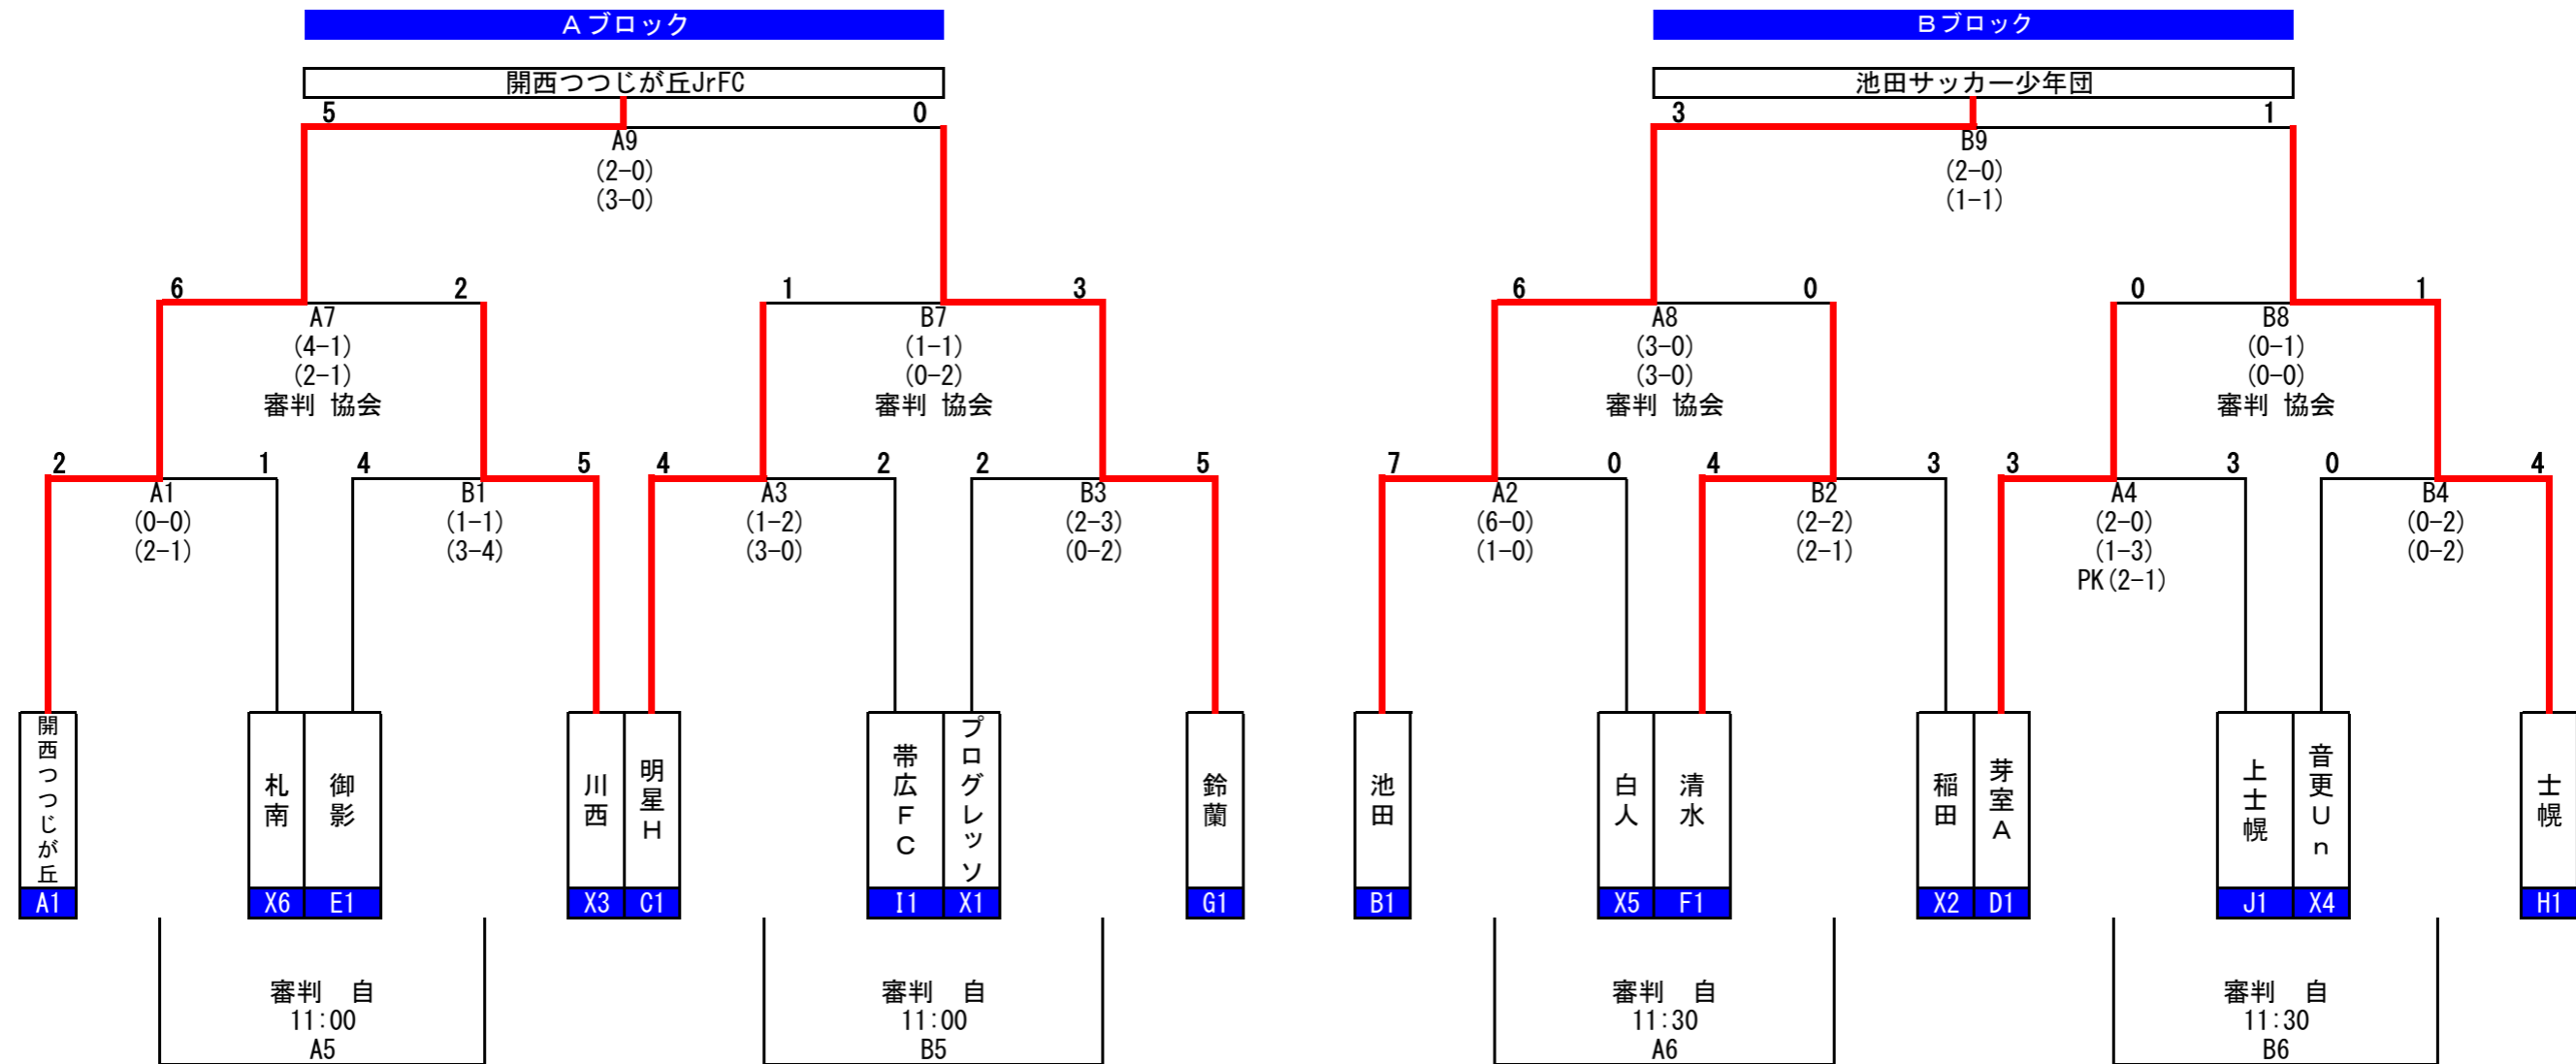 Aブロック
Bブロック
開西つつじが丘JrFC
池田サッカー少年団
5
0
3
1
A9
(2-0)
(3-0)
B9
(2-0)
(1-1)
6
2
1
3
6
0
0
1
A7
(4-1)
(2-1)
審判 協会
B7
(1-1)
(0-2)
審判 協会
A8
(3-0)
(3-0)
審判 協会
B8
(0-1)
(0-0)
審判 協会
2
1
4
5
4
2
2
5
7
0
4
3
3
3
0
4
A1
(0-0)
(2-1)
B1
(1-1)
(3-4)
A3
(1-2)
(3-0)
B3
(2-3)
(0-2)
A2
(6-0)
(1-0)
B2
(2-2)
(2-1)
A4
(2-0)
(1-3)
PK(2-1)
B4
(0-2)
(0-2)
開西つつじが丘
札南
御影
川西
明星H
帯広FC
プログレッソ
鈴蘭
池田
白人
清水
稲田
芽室A
上士幌
音更Un
士幌
A1
X6
E1
X3
C1
I1
X1
G1
B1
X5
F1
X2
D1
J1
X4
H1
審判 自
11:00
A5
審判 自
11:00
B5
審判 自
11:30
A6
審判 自
11:30
B6